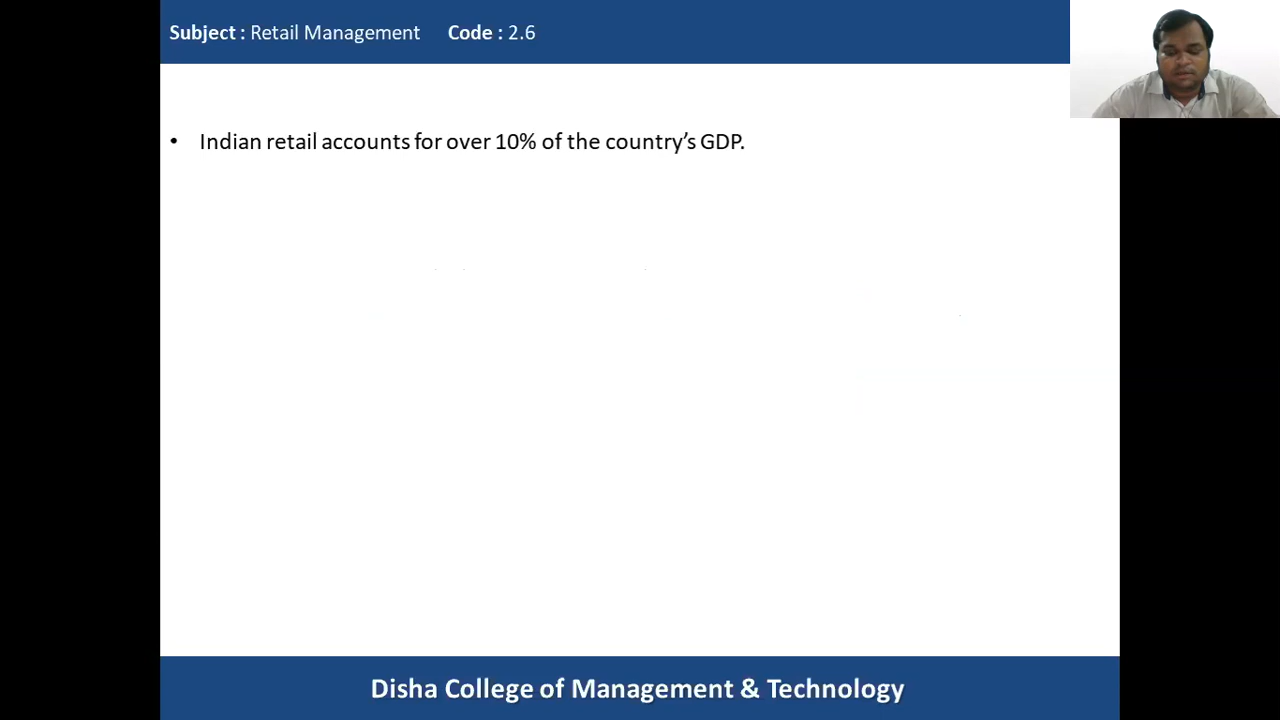 Subject : Retail Management Code : 2.6
• Indian retail accounts for over 10% of the country’s GDP.
Disha College of Management & Technology